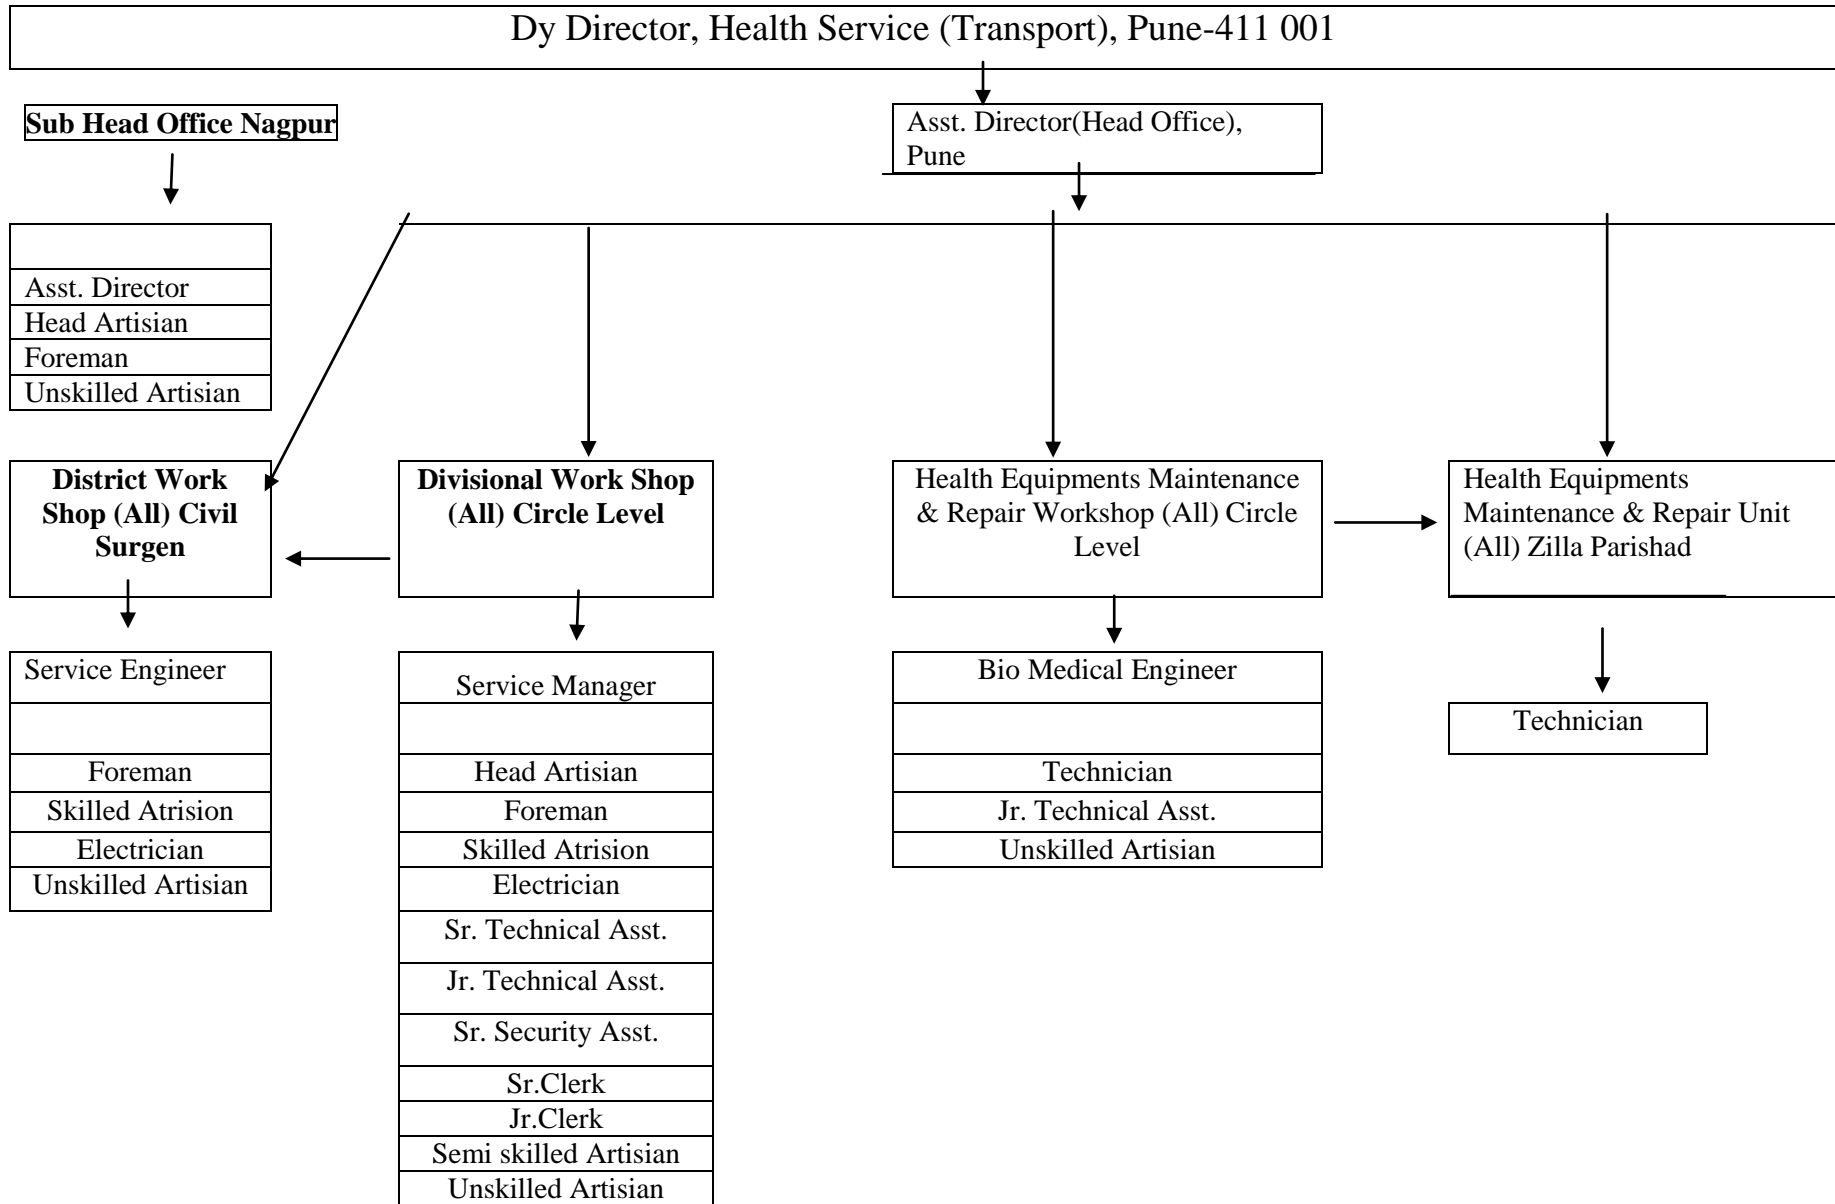 Dy Director, Health Service (Transport), Pune-411 001
Sub Head Office Nagpur
Asst. Director(Head Office),
Pune
Asst. Director
Head Artisian
Foreman
Unskilled Artisian
District Work
Shop (All) Civil
Surgen
Divisional Work Shop
(All) Circle Level
Health Equipments Maintenance
& Repair Workshop (All) Circle
Level
Health Equipments
Maintenance & Repair Unit
(All) Zilla Parishad
Service Engineer
Foreman
Skilled Atrision
Electrician
Unskilled Artisian
Service Manager
Head Artisian
Foreman
Skilled Atrision
Electrician
Sr. Technical Asst.
Jr. Technical Asst.
Sr. Security Asst.
Sr.Clerk
Jr.Clerk
Semi skilled Artisian
Unskilled Artisian
Bio Medical Engineer
Technician
Jr. Technical Asst.
Unskilled Artisian
Technician